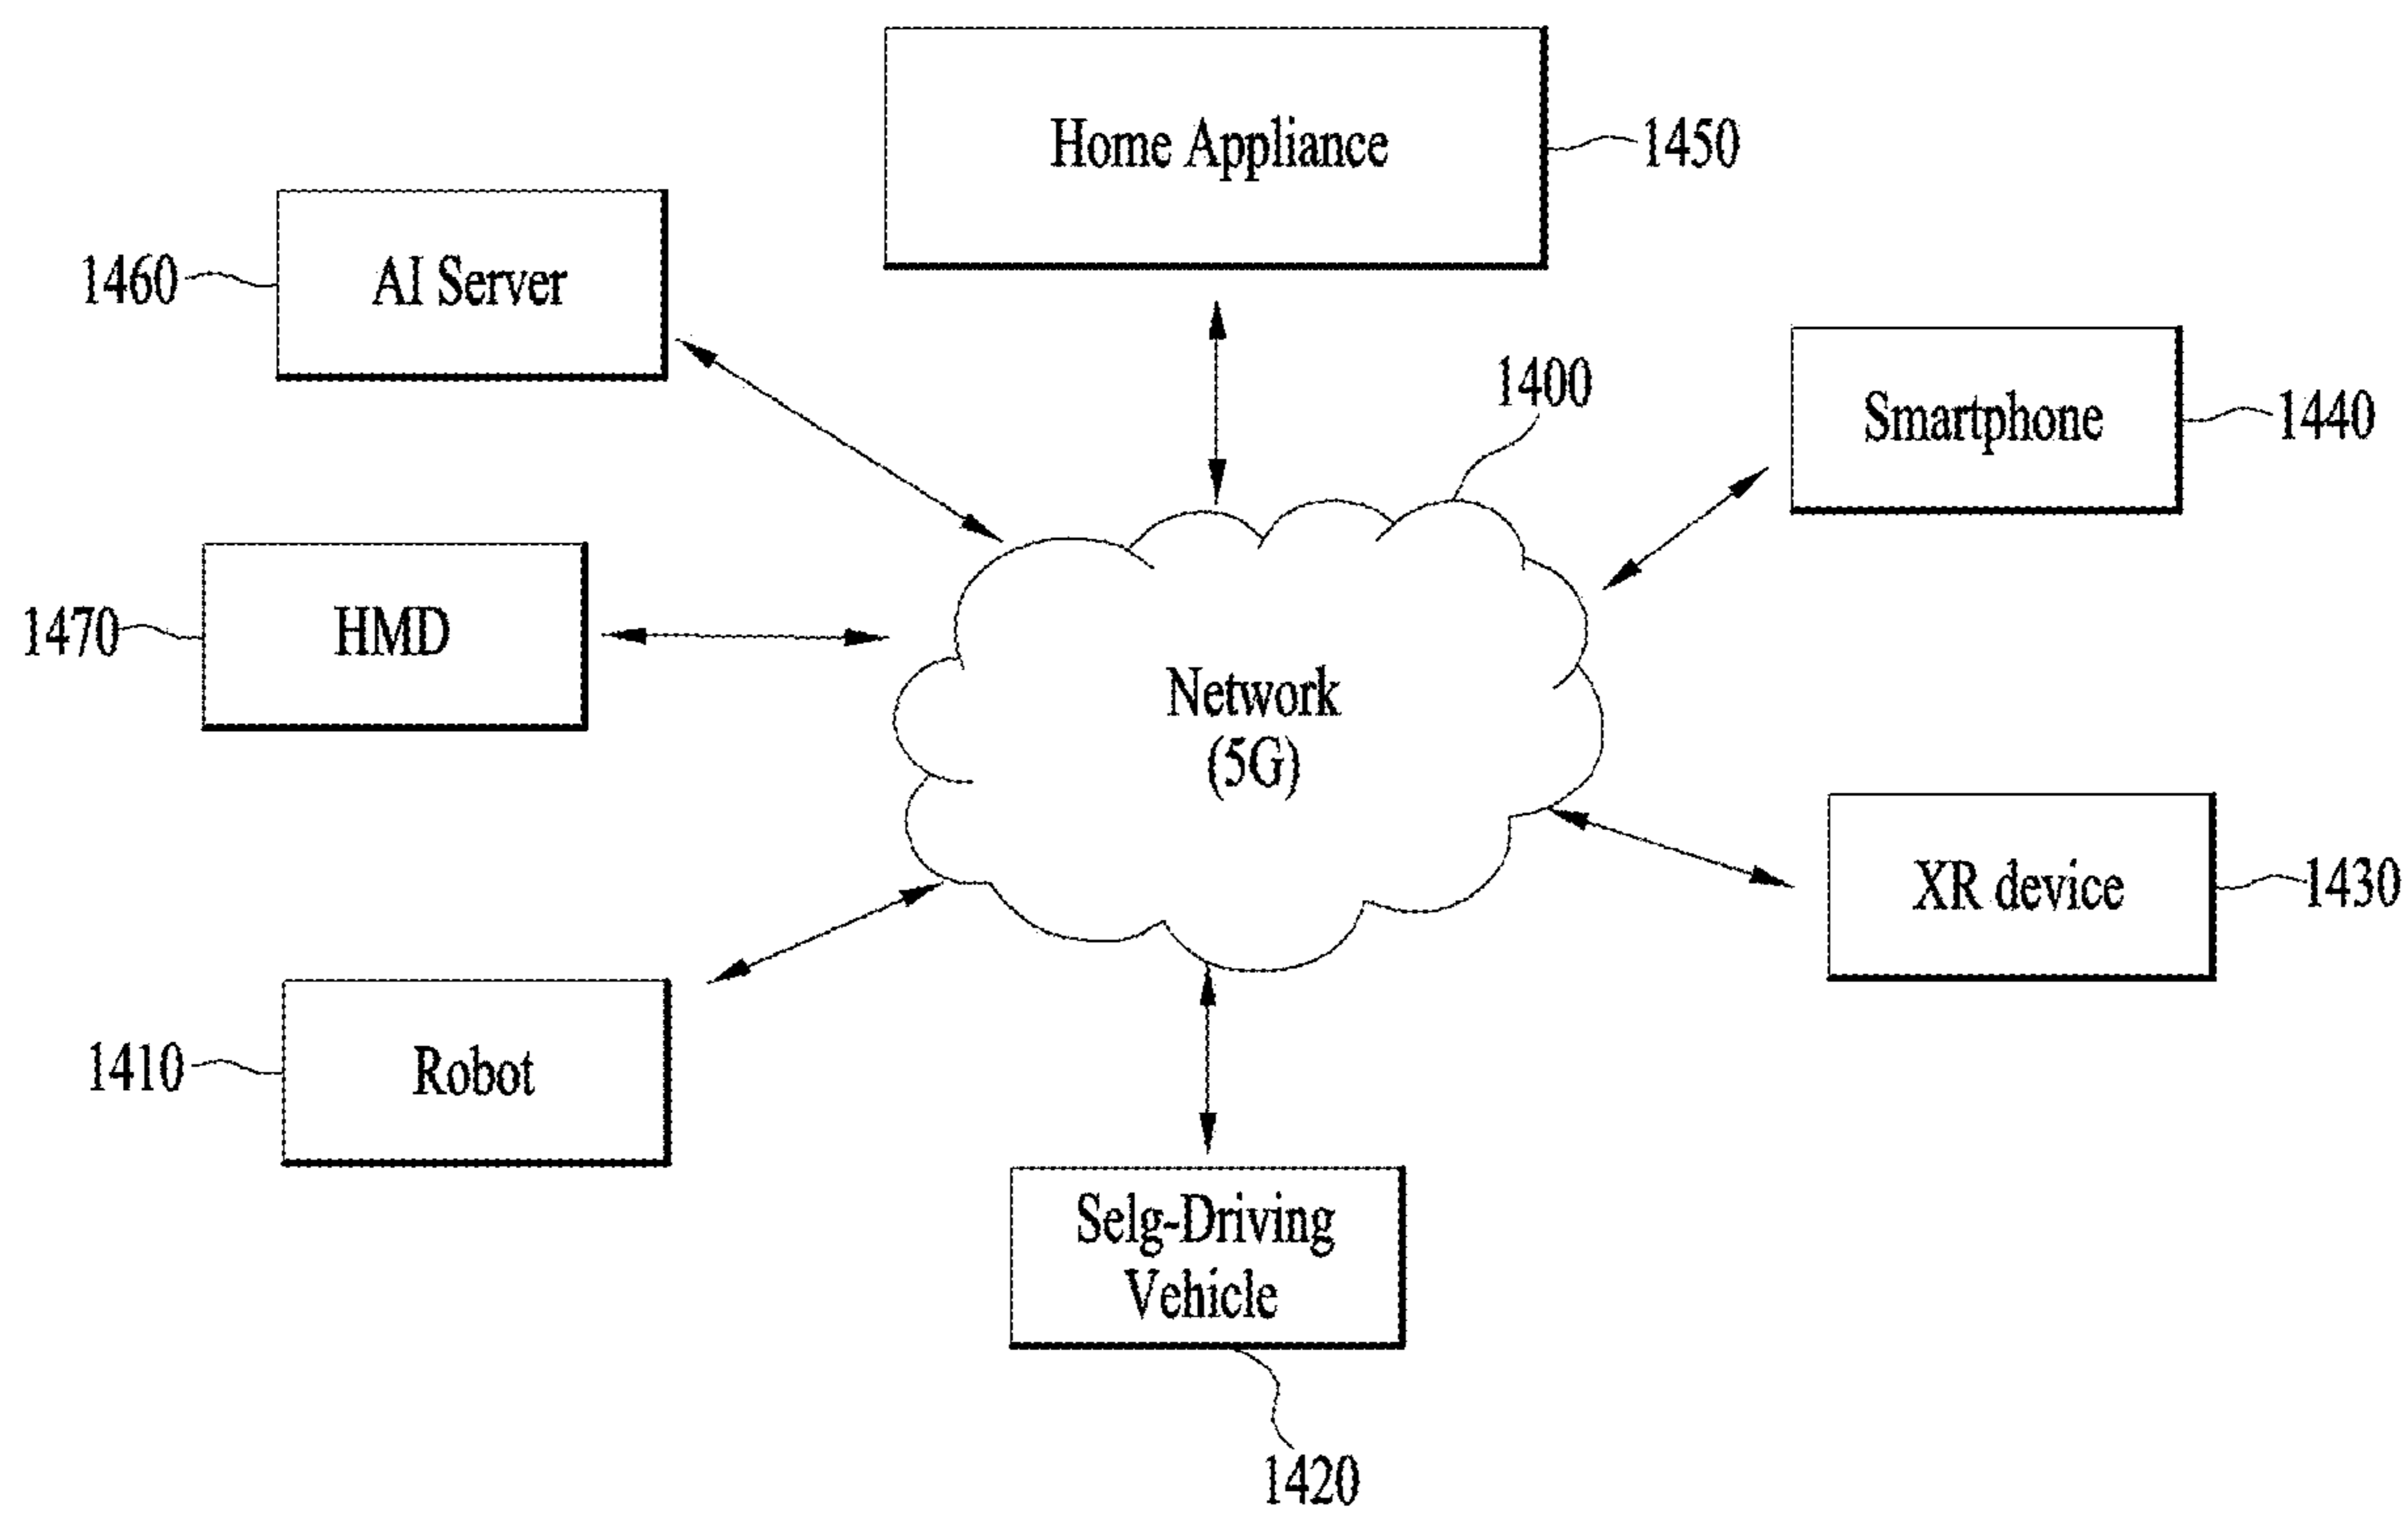 Home Appliance
1450
1460
AI Server
1400
Smartphone
1440
1470
HMD
Network
(5G)
XR device
1430
1410
Robot
Selg-Driving
Vehicle
1420